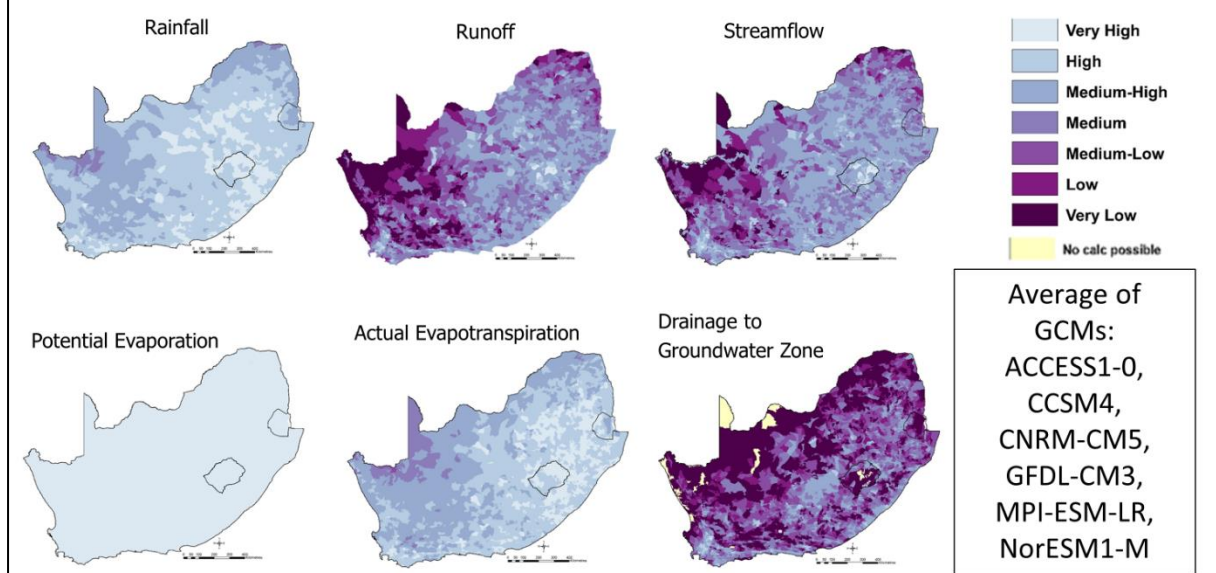 Rainfall
Runoff
Streamflow
Very High
High
Medium-High
Medium
Medium-Low
Low
Very Low
No calc possible
Potential Evaporation
Actual Evapotranspiration
Drainage to
Groundwater Zone
Average of
GCMs:
ACCESS1-0,
CCSM4,
CNRM-CM5,
GFDL-CM3,
MPI-ESM-LR,
NorESM1-M